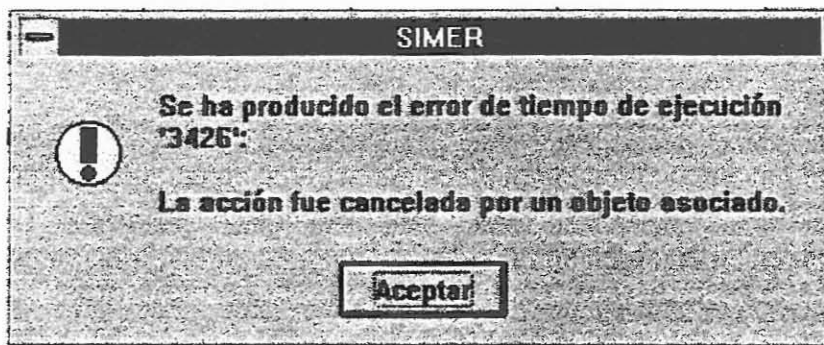 SIMER
Se ha producido el error de tiempo de ejecución
'3426':
La acción fue cancelada por un objeto asociado.
Aceptar